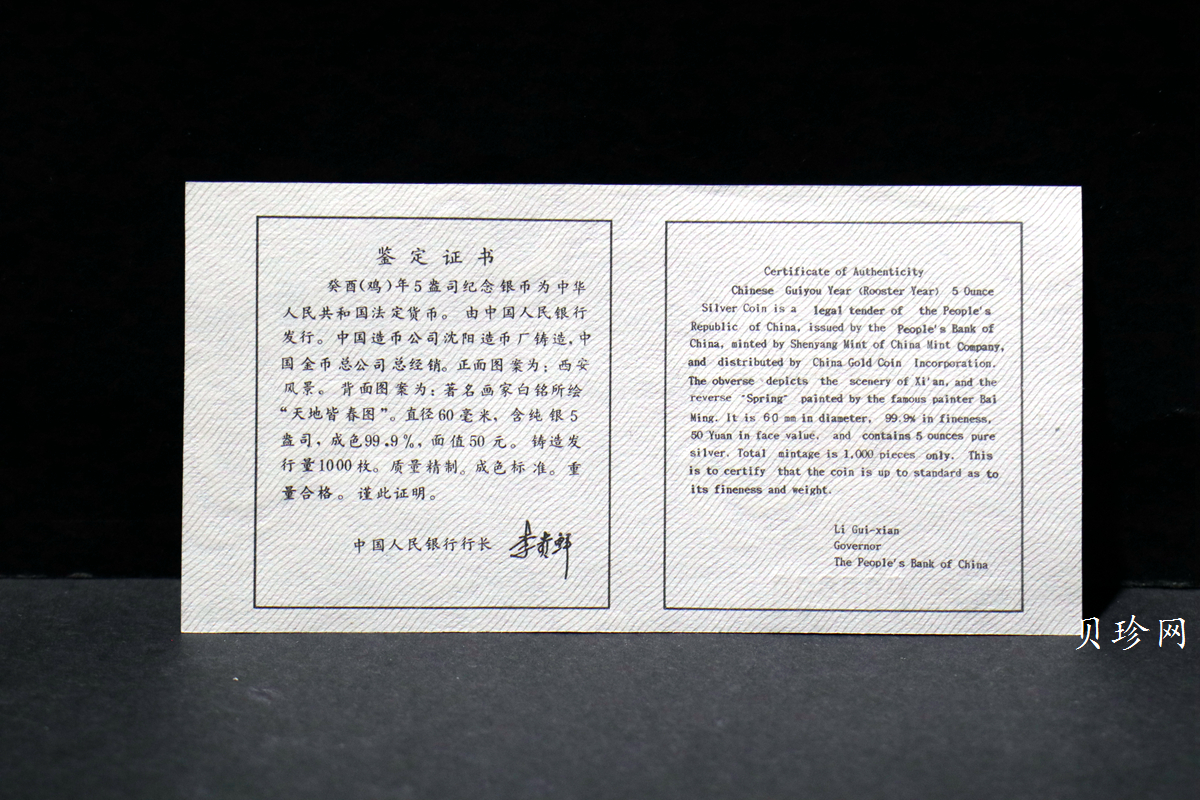 鉴定证书
癸酉(鸡)年5盎司纪念银币为中华
人民共和国法定货币。由中国人民银行
发行。中国造币公司沈阳造币厂铸造,中
国金币总公司总经销。正面图案为：西安
风景。背面图案为：著名画家白铭所绘
“天地皆春图”。直径60毫米,含纯银5
盎司,成色99.9%,面值50元。铸造发
行量1000枚。质量精制。成色标准。重
量合格。谨此证明。
中国人民银行行长 李贵鲜
Certificate of Authenticity
Chinese Guiyou Year (Rooster Year) 5 Ounce
Silver Coin is a legal tender of the People's
Republic of China, issued by the People's Bank of
China, minted by Shenyang Mint of China Mint Company,
and distributed by China Gold Coin Incorporation.
The obverse depicts the scenery of Xi'an, and the
reverse "Spring" painted by the famous painter Bai
Ming. It is 60 mm in diameter, 99.9% in fineness,
50 Yuan in face value, and contains 5 ounces pure
silver. Total mintage is 1,000 pieces only. This
is to certify that the coin is up to standard as to
its fineness and weight.
Li Gui-xian
Governor
The People's Bank of China
贝珍网